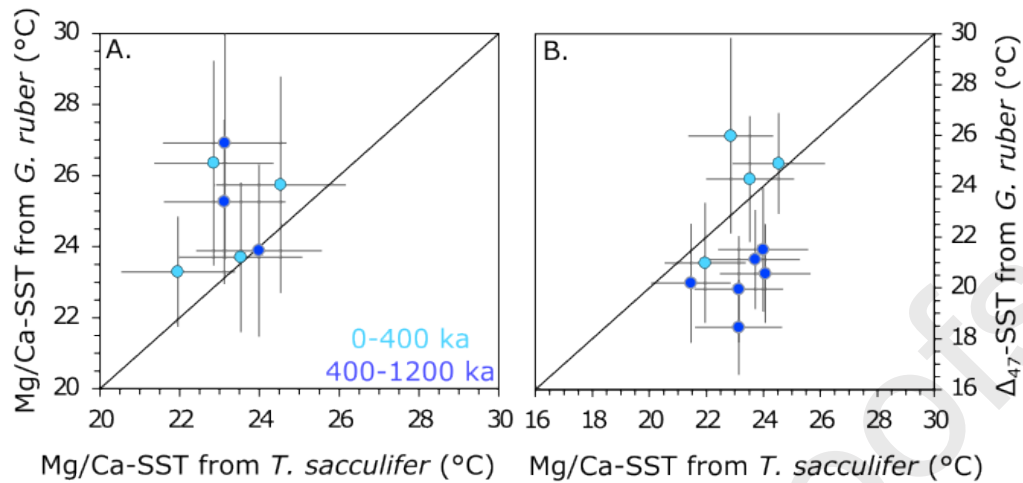 30
28
26
24
22
20
Mg/Ca-SST from G. ruber (°C)
A.
0-400 ka
400-1200 ka
20 22 24 26 28 30
Mg/Ca-SST from T. sacculifer (°C)
B.
30
28
26
24
22
20
18
16
Δ47-SST from G. ruber (°C)
16 18 20 22 24 26 28 30
Mg/Ca-SST from T. sacculifer (°C)